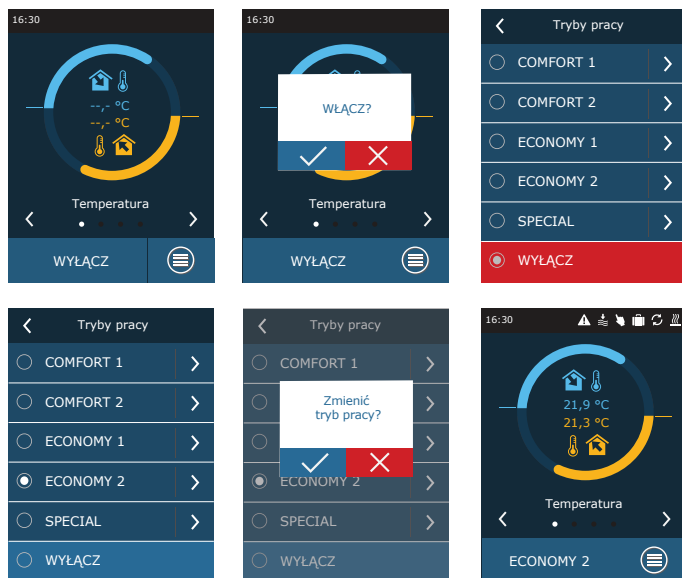 16:30
--,- °C
--,- °C
Temperatura
WYŁĄCZ
16:30
WŁĄCZ?
Temperatura
WYŁĄCZ
Tryby pracy
COMFORT 1
COMFORT 2
ECONOMY 1
ECONOMY 2
SPECIAL
WYŁĄCZ
Tryby pracy
COMFORT 1
COMFORT 2
ECONOMY 1
ECONOMY 2
SPECIAL
WYŁĄCZ
Tryby pracy
COMFORT 1
Zmienić
tryb pracy?
ECONOMY 2
SPECIAL
WYŁĄCZ
16:30
21,9 °C
21,3 °C
Temperatura
ECONOMY 2